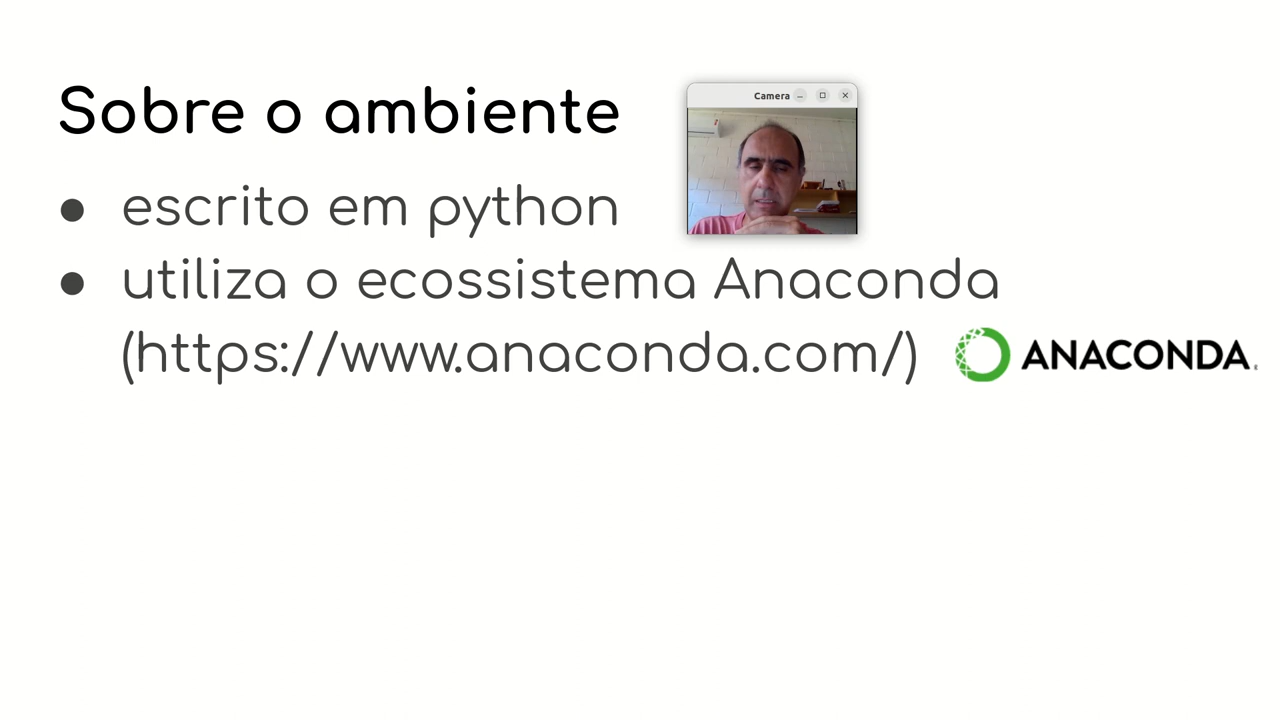 Sobre o ambiente
Camera
● escrito em python
● utiliza o ecossistema Anaconda
(https://www.anaconda.com/)
ANACONDA